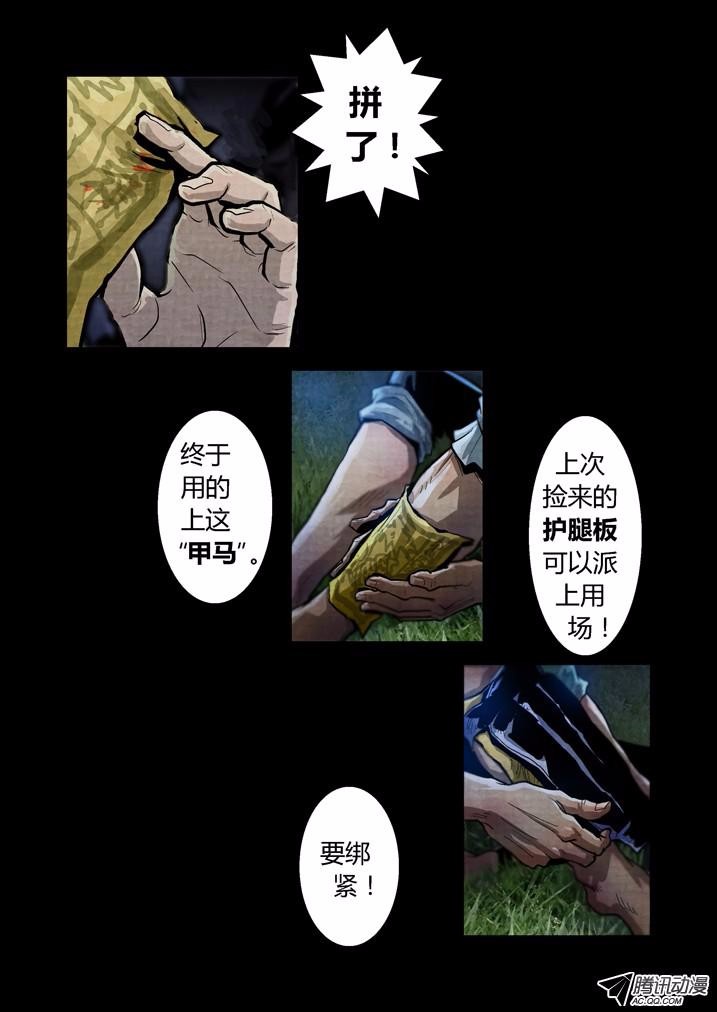 拼
了！
终于
用的
上这
“甲马”。
上次
捡来的
护腿板
可以派
上用
场！
要绑
紧！
腾讯动漫
AC.QQ.COM